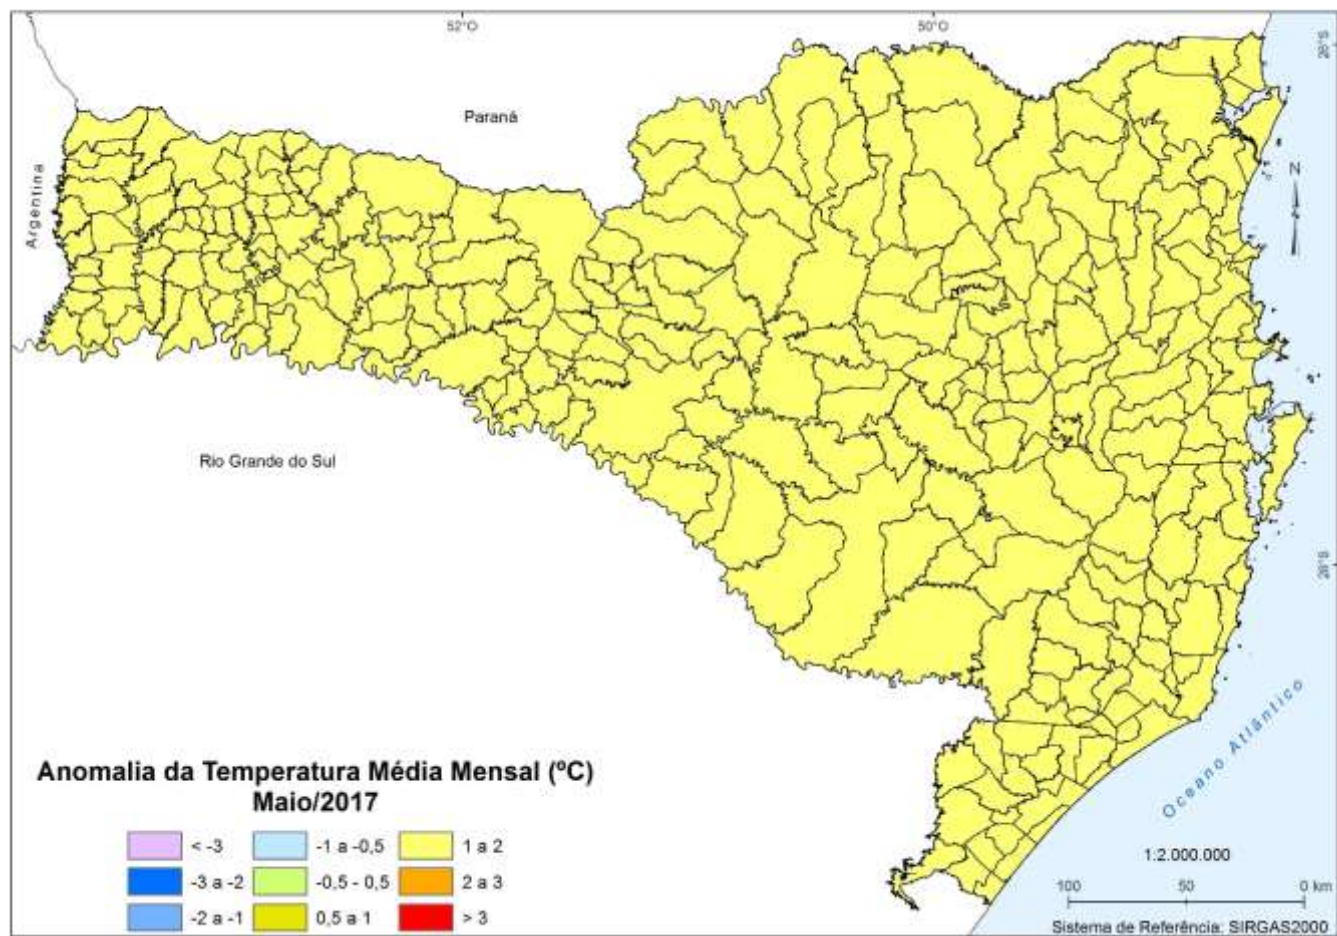 52°O
50°O
26°S
Paraná
Argentina
N
Rio Grande do Sul
28°S
Oceano Atlântico
Anomalia da Temperatura Média Mensal (ºC)
Maio/2017
< -3
-1 a -0,5
1 a 2
-3 a -2
-0,5 - 0,5
2 a 3
-2 a -1
0,5 a 1
> 3
1:2.000.000
100
50
0 km
Sistema de Referência: SIRGAS2000